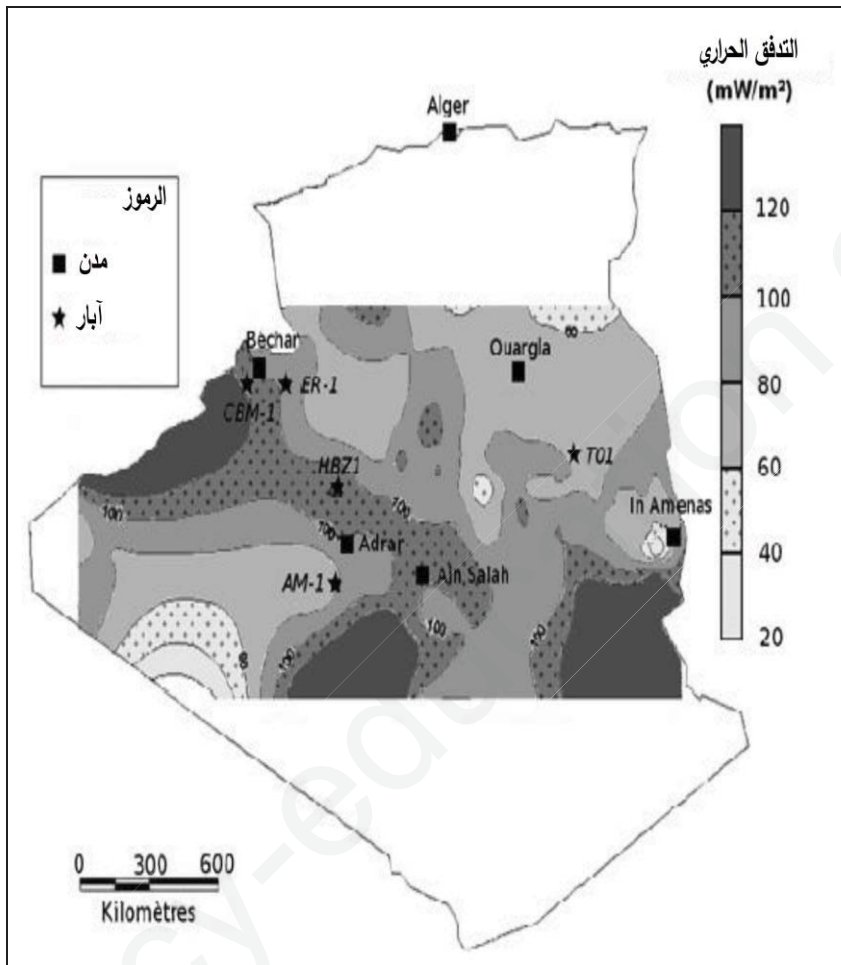 التدفق الحراري
(mW/m²)
Alger
120
100
80
60
40
20
الرموز
مدن
آبار
Bechar
Ouargla
CBM-1
ER-1
T01
HBZ1
In Amenas
100
100
100
Adrar
Ain Salah
AM-1
100
100
100
0 300 600
Kilomètres